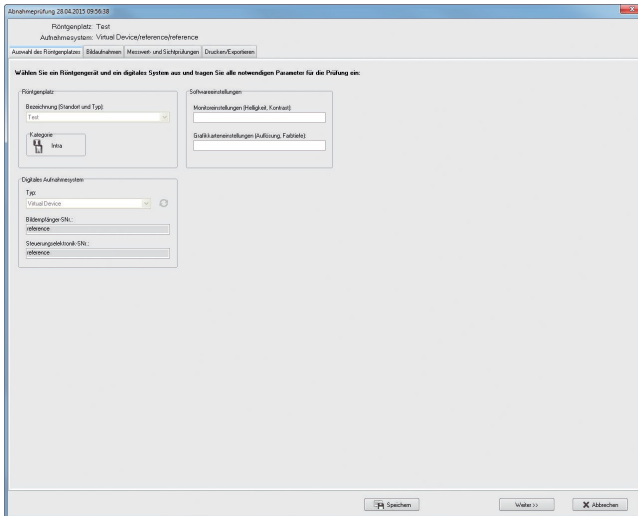 Abnahmeprüfung 28.04.2015 09:56:38
Röntgenplatz: Test
Aufnahmesystem: Virtual Device/reference/reference
Auswahl des Röntgenplatzes
Bildaufnahmen
Messwert- und Sichtprüfungen
Drucken/Exportieren
Wählen Sie ein Röntgengerät und ein digitales System aus und tragen Sie alle notwendigen Parameter für die Prüfung ein:
Röntgenplatz
Bezeichnung (Standort und Typ):
Test
Kategorie
Intra
Softwareeinstellungen
Monitoreinstellungen (Helligkeit, Kontrast):
Grafikkarteneinstellungen (Auflösung, Farbtiefe):
Digitales Aufnahmesystem
Typ:
Virtual Device
Bildempfänger-SNr.:
reference
Steuerungselektronik-SNr.:
reference
Speichern
Weiter >>
Abbrechen